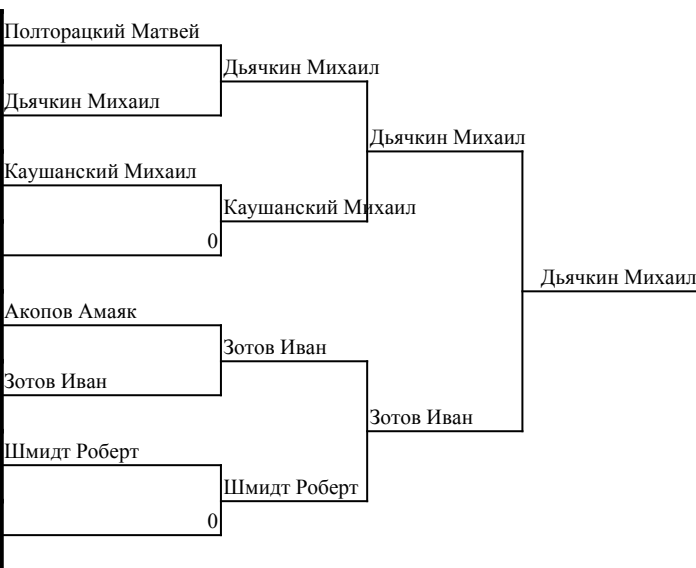 Полторацкий Матвей
Дьячкин Михаил
Дьячкин Михаил
Дьячкин Михаил
Каушанский Михаил
Каушанский Михаил
0
Дьячкин Михаил
Акопов Амаяк
Зотов Иван
Зотов Иван
Зотов Иван
Шмидт Роберт
Шмидт Роберт
0